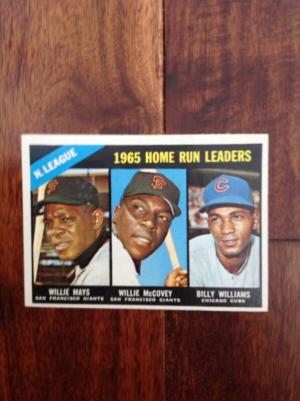 N. LEAGUE
1965 HOME RUN LEADERS
WILLIE MAYS
SAN FRANCISCO GIANTS
WILLIE McCOVEY
SAN FRANCISCO GIANTS
BILLY WILLIAMS
CHICAGO CUBS